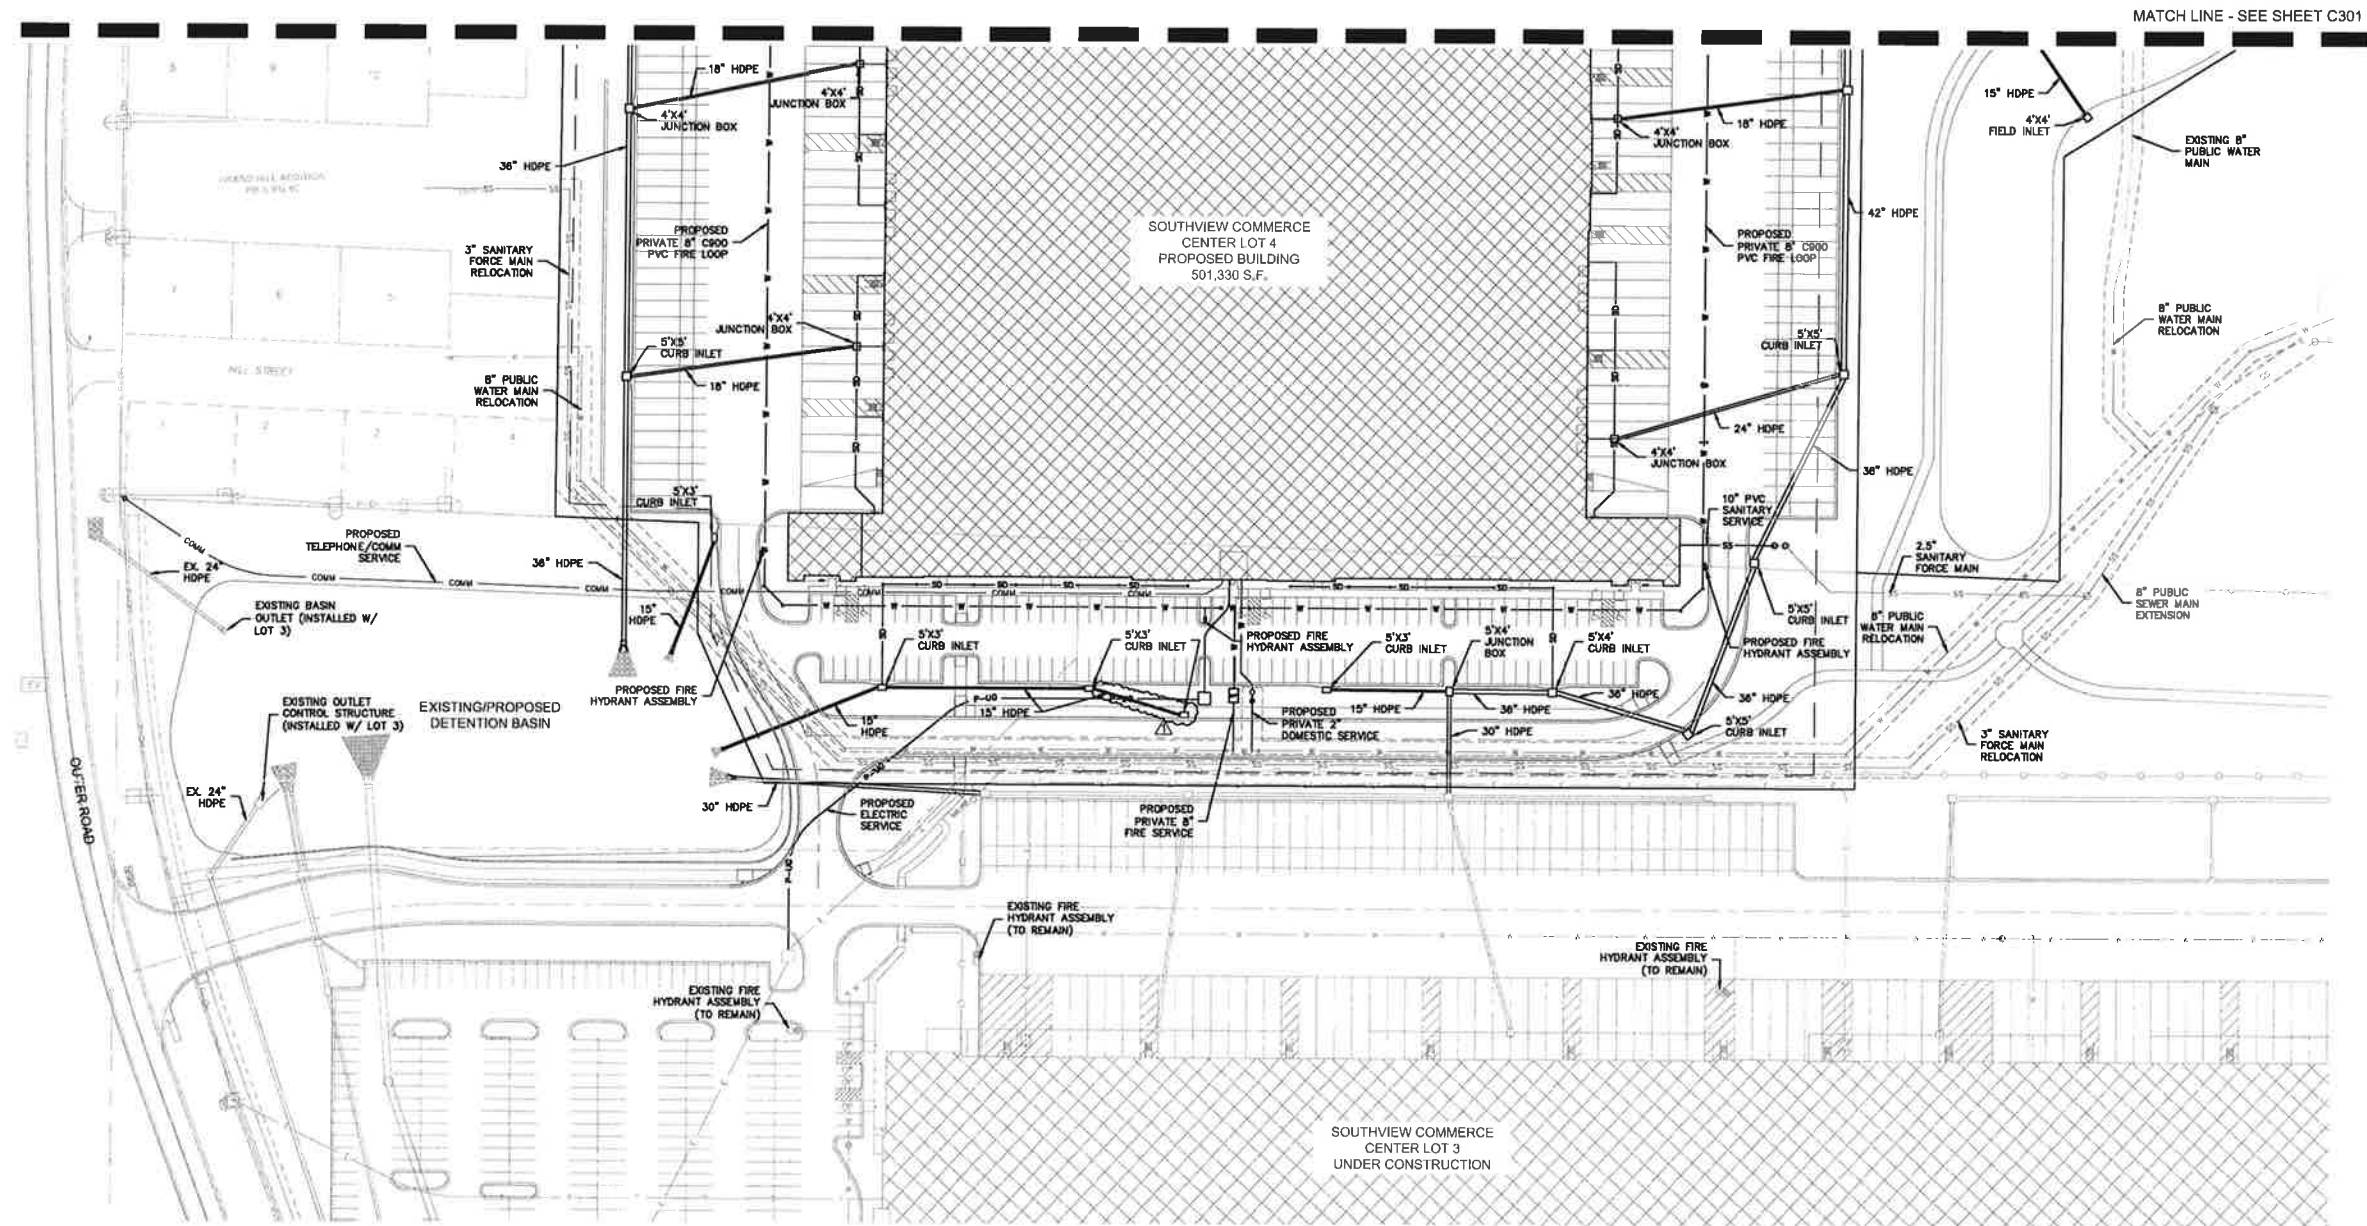 MATCH LINE - SEE SHEET C301
18" HDPE
4'X4'
JUNCTION BOX
4'X4'
JUNCTION BOX
36" HDPE
3" SANITARY
FORCE MAIN
RELOCATION
PROPOSED
PRIVATE 8" C900
PVC FIRE LOOP
4'X4'
JUNCTION BOX
5'X5'
CURB INLET
18" HDPE
8" PUBLIC
WATER MAIN
RELOCATION
SOUTHVIEW COMMERCE
CENTER LOT 4
PROPOSED BUILDING
501,330 S.F.
4'X4'
JUNCTION BOX
18" HDPE
15" HDPE
4'X4'
FIELD INLET
EXISTING 8"
PUBLIC WATER
MAIN
42" HDPE
PROPOSED
PRIVATE 8" C900
PVC FIRE LOOP
8" PUBLIC
WATER MAIN
RELOCATION
5'X5'
CURB INLET
24" HDPE
4'X4'
JUNCTION BOX
36" HDPE
10" PVC
SANITARY
SERVICE
2.5"
SANITARY
FORCE MAIN
8" PUBLIC
SEWER MAIN
EXTENSION
5'X5'
CURB INLET
8" PUBLIC
WATER MAIN
RELOCATION
PROPOSED FIRE
HYDRANT ASSEMBLY
36" HDPE
5'X5'
CURB INLET
3" SANITARY
FORCE MAIN
RELOCATION
5'X3'
CURB INLET
PROPOSED
TELEPHONE/COMM
SERVICE
COMM
COMM
COMM
COMM
COMM
COMM
EX. 24"
HDPE
EXISTING BASIN
OUTLET (INSTALLED W/
LOT 3)
36" HDPE
15"
HDPE
PROPOSED FIRE
HYDRANT ASSEMBLY
5'X3'
CURB INLET
5'X3'
CURB INLET
PROPOSED FIRE
HYDRANT ASSEMBLY
5'X3'
CURB INLET
5'X4'
JUNCTION
BOX
5'X4'
CURB INLET
36" HDPE
15" HDPE
36" HDPE
15" HDPE
PROPOSED
PRIVATE 2"
DOMESTIC SERVICE
30" HDPE
15"
HDPE
EXISTING OUTLET
CONTROL STRUCTURE
(INSTALLED W/ LOT 3)
EXISTING/PROPOSED
DETENTION BASIN
EX. 24"
HDPE
OUTER ROAD
30" HDPE
PROPOSED
ELECTRIC
SERVICE
P-UG
P-UG
P-UG
PROPOSED
PRIVATE 8"
FIRE SERVICE
EXISTING FIRE
HYDRANT ASSEMBLY
(TO REMAIN)
EXISTING FIRE
HYDRANT ASSEMBLY
(TO REMAIN)
EXISTING FIRE
HYDRANT ASSEMBLY
(TO REMAIN)
SOUTHVIEW COMMERCE
CENTER LOT 3
UNDER CONSTRUCTION